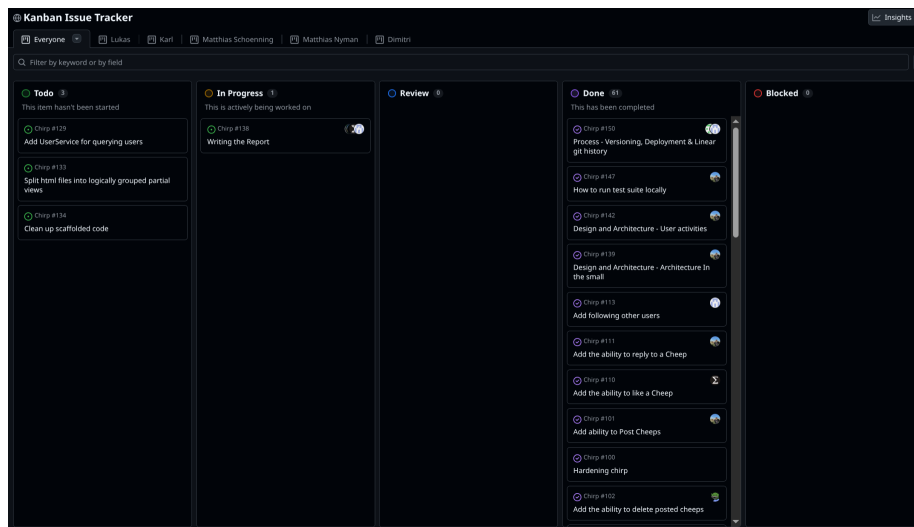 Kanban Issue Tracker
Insights
Everyone
Lukas
Karl
Matthias Schoenning
Matthias Nyman
Dimitri
Filter by keyword or by field
Todo 3
This item hasn't been started
Chirp #129
Add UserService for querying users
Chirp #133
Split html files into logically grouped partial
views
Chirp #134
Clean up scaffolded code
In Progress 1
This is actively being worked on
Chirp #138
Writing the Report
Review 0
Done 61
This has been completed
Chirp #150
Process - Versioning, Deployment & Linear
git history
Chirp #147
How to run test suite locally
Chirp #142
Design and Architecture - User activities
Chirp #139
Design and Architecture - Architecture In
the small
Chirp #113
Add following other users
Chirp #111
Add the ability to reply to a Cheep
Chirp #110
Σ
Add the ability to like a Cheep
Chirp #101
Add ability to Post Cheeps
Chirp #100
Hardening chirp
Chirp #102
Add the ability to delete posted cheeps
Blocked 0